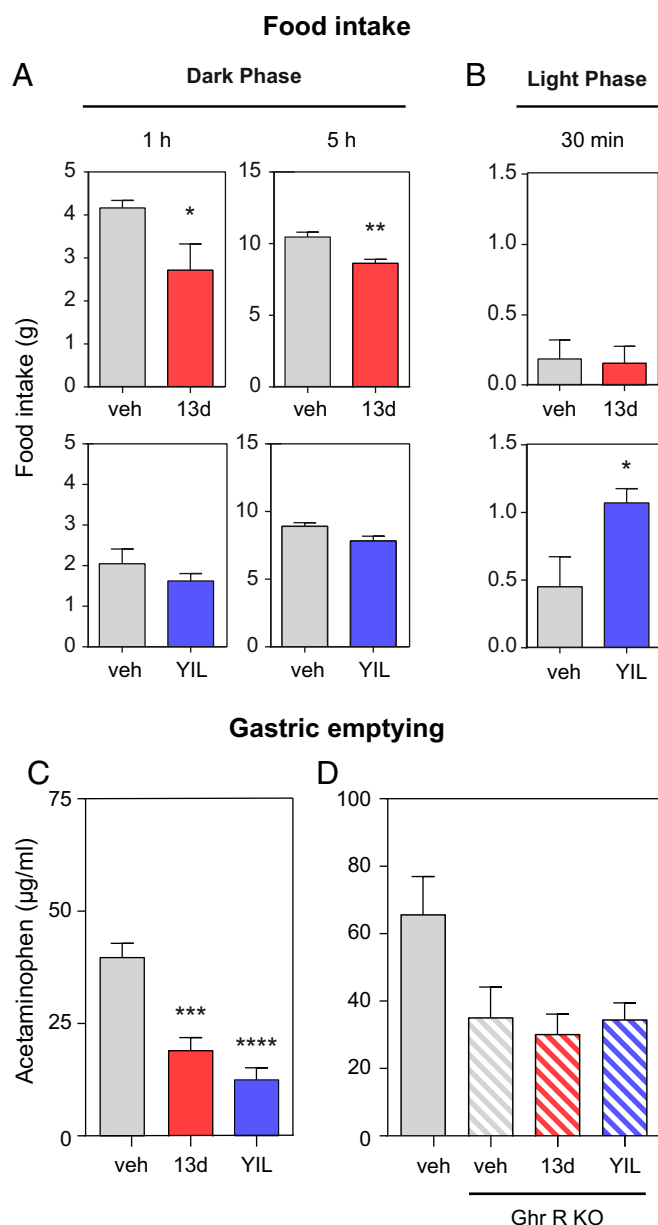 Food intake
A
Dark Phase
B
Light Phase
1 h
5 h
30 min
Food intake (g)
5
4
3
2
1
0
*
veh
13d
15
10
5
0
**
veh
13d
1.5
1.0
0.5
0.0
veh
13d
5
4
3
2
1
0
veh
YIL
15
10
5
0
veh
YIL
1.5
1.0
0.5
0.0
*
veh
YIL
Gastric emptying
C
Acetaminophen (µg/ml)
75
50
25
0
***
****
veh
13d
YIL
D
100
80
60
40
20
0
veh
veh
13d
YIL
Ghr R KO